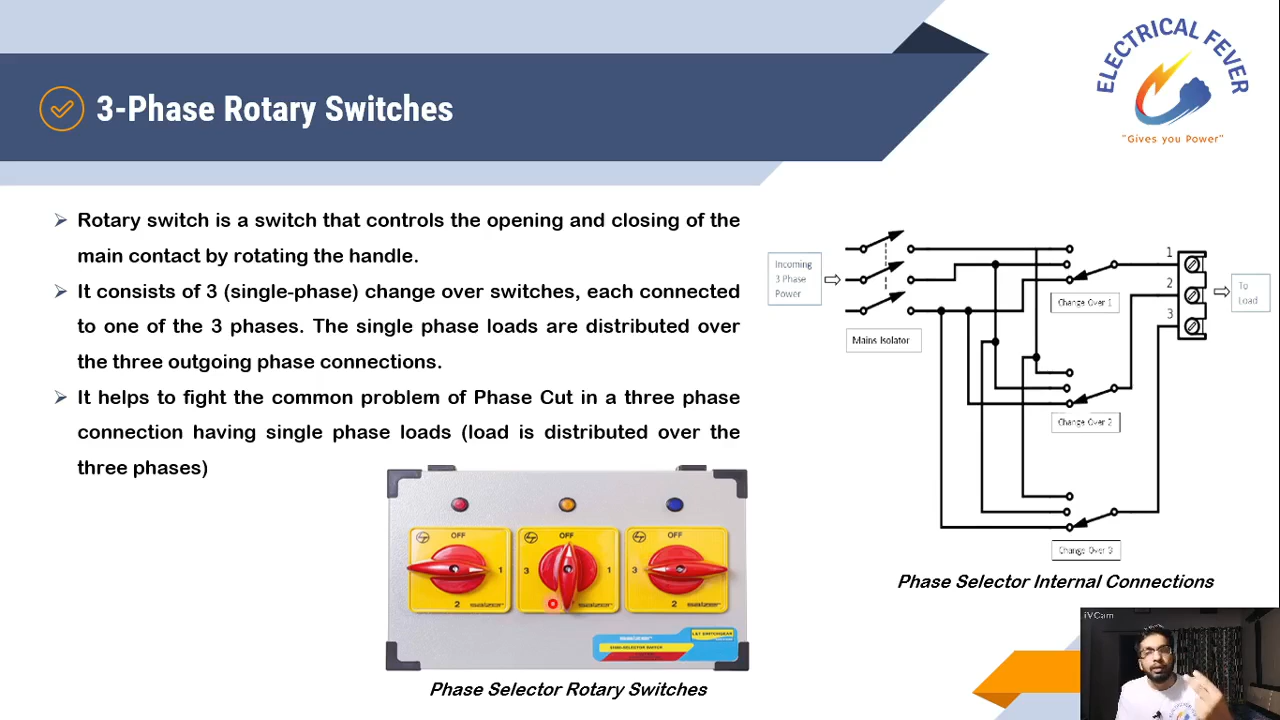 3-Phase Rotary Switches
ELECTRICAL FEVER
"Gives you Power"
Rotary switch is a switch that controls the opening and closing of the
main contact by rotating the handle.
It consists of 3 (single-phase) change over switches, each connected
to one of the 3 phases. The single phase loads are distributed over
the three outgoing phase connections.
It helps to fight the common problem of Phase Cut in a three phase
connection having single phase loads (load is distributed over the
three phases)
Incoming
3 Phase
Power
Mains Isolator
Change Over 1
1
2
3
To
Load
Change Over 2
Change Over 3
Phase Selector Internal Connections
OFF
1
2
OFF
3
1
OFF
3
2
L&T SWITCHGEAR
Phase Selector Rotary Switches
iVCam